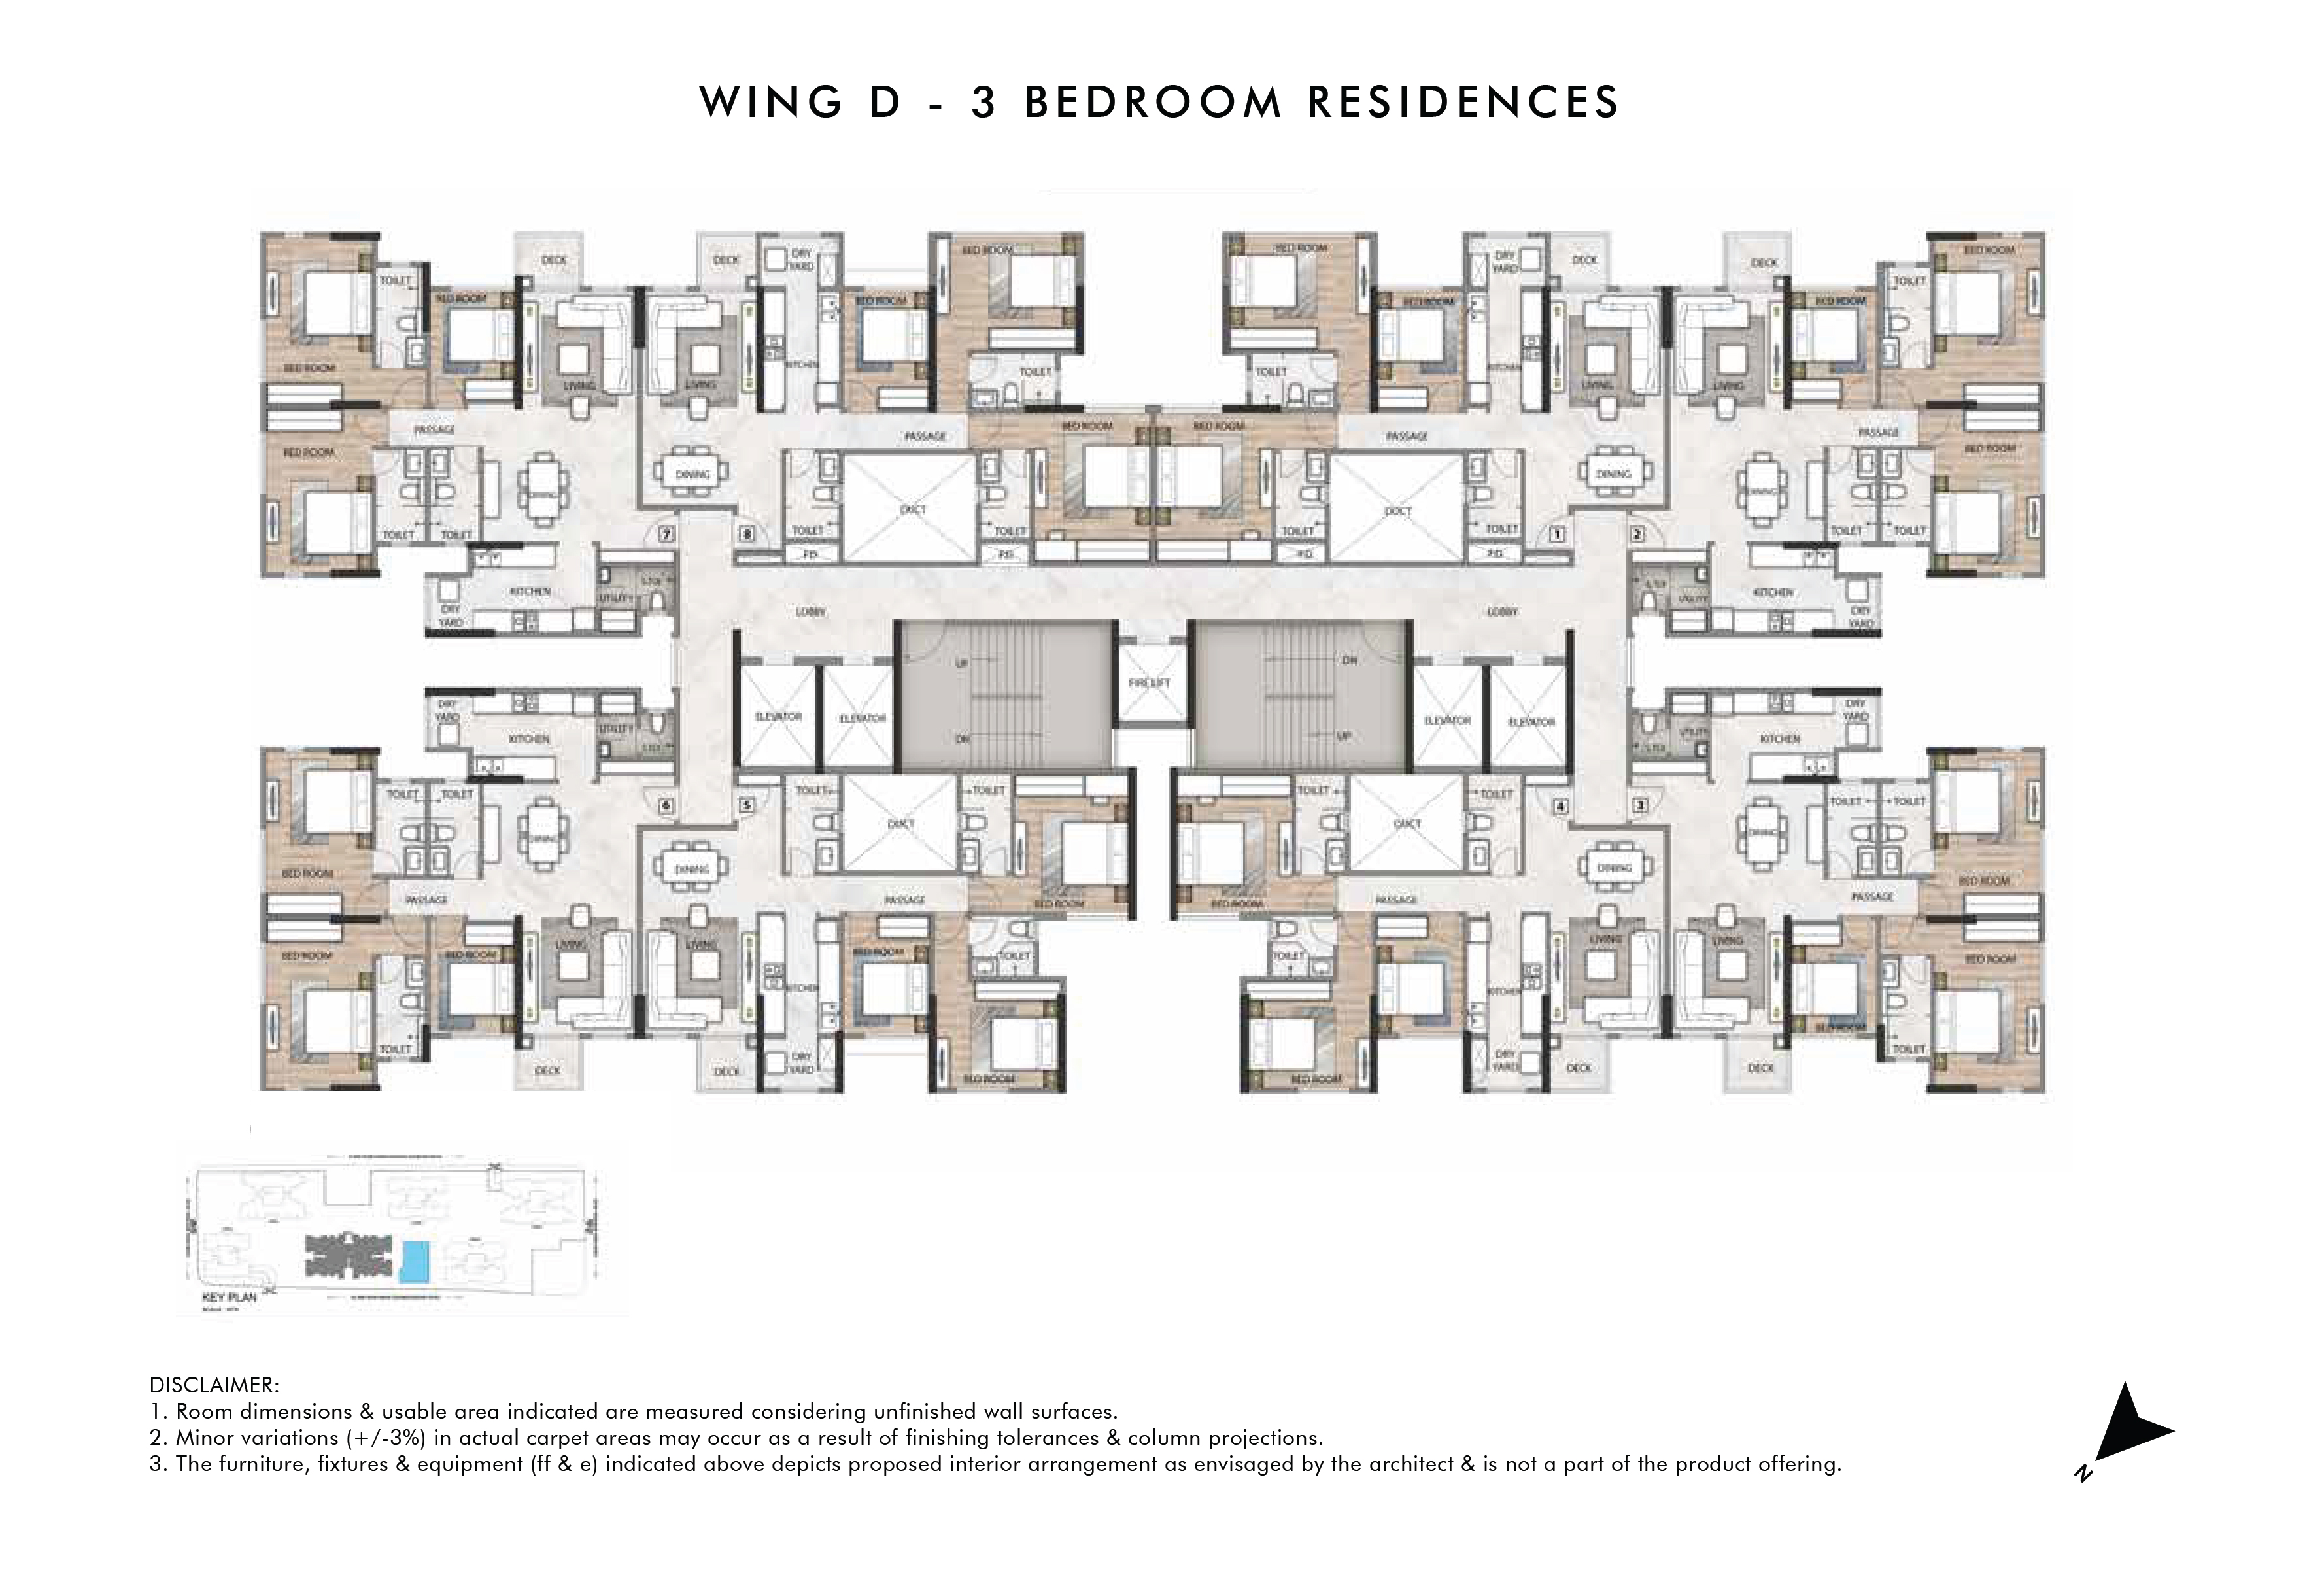 WING D - 3 BEDROOM RESIDENCES
BED ROOM
TOILET
BED ROOM
BED ROOM
DECK
LIVING
DECK
LIVING
DRY
YARD
KITCHEN
BED ROOM
BED ROOM
TOILET
BED ROOM
TOILET
BED ROOM
DRY
YARD
KITCHEN
DECK
LIVING
DECK
LIVING
BED ROOM
TOILET
BED ROOM
PASSAGE
BED ROOM
TOILET
TOILET
DINING
DINING
PASSAGE
BED ROOM
BED ROOM
PASSAGE
DINING
DINING
PASSAGE
BED ROOM
TOILET
TOILET
7
8
TOILET
P.D.
DUCT
TOILET
P.D.
TOILET
P.D.
DUCT
TOILET
P.D.
1
2
KITCHEN
DRY
YARD
UTILITY
S.TOI
LOBBY
LOBBY
S.TOI
UTILITY
KITCHEN
DRY
YARD
UP
DN
FIRE LIFT
DN
UP
ELEVATOR
ELEVATOR
ELEVATOR
ELEVATOR
DRY
YARD
KITCHEN
UTILITY
S.TOI
S.TOI
UTILITY
KITCHEN
DRY
YARD
TOILET
TOILET
6
5
TOILET
DUCT
TOILET
TOILET
DUCT
TOILET
4
3
TOILET
TOILET
BED ROOM
DINING
DINING
BED ROOM
BED ROOM
DINING
DINING
BED ROOM
PASSAGE
PASSAGE
PASSAGE
PASSAGE
BED ROOM
BED ROOM
LIVING
LIVING
BED ROOM
TOILET
TOILET
LIVING
LIVING
BED ROOM
BED ROOM
TOILET
DECK
DECK
KITCHEN
DRY
YARD
BED ROOM
BED ROOM
KITCHEN
DRY
YARD
DECK
DECK
TOILET
KEY PLAN
DISCLAIMER:
1. Room dimensions & usable area indicated are measured considering unfinished wall surfaces.
2. Minor variations (+/-3%) in actual carpet areas may occur as a result of finishing tolerances & column projections.
3. The furniture, fixtures & equipment (ff & e) indicated above depicts proposed interior arrangement as envisaged by the architect & is not a part of the product offering.
N